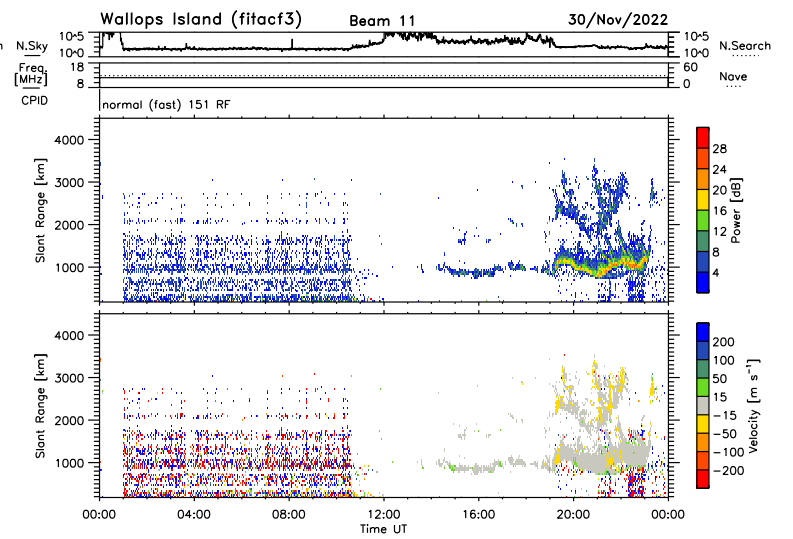 Wallops Island (fitacf3) Beam 11 30/Nov/2022
n N.Sky 10^5 10^0 10^5 10^0 N.Search
Freq. [MHz] 18 8 60 0 Nave
CPID normal (fast) 151 RF
Slant Range [km]
4000
3000
2000
1000
28
24
20
16
12
8
4
Power [dB]
Slant Range [km]
4000
3000
2000
1000
200
100
50
15
-15
-50
-100
-200
Velocity [m s⁻¹]
00:00 04:00 08:00 12:00 16:00 20:00 00:00
Time UT